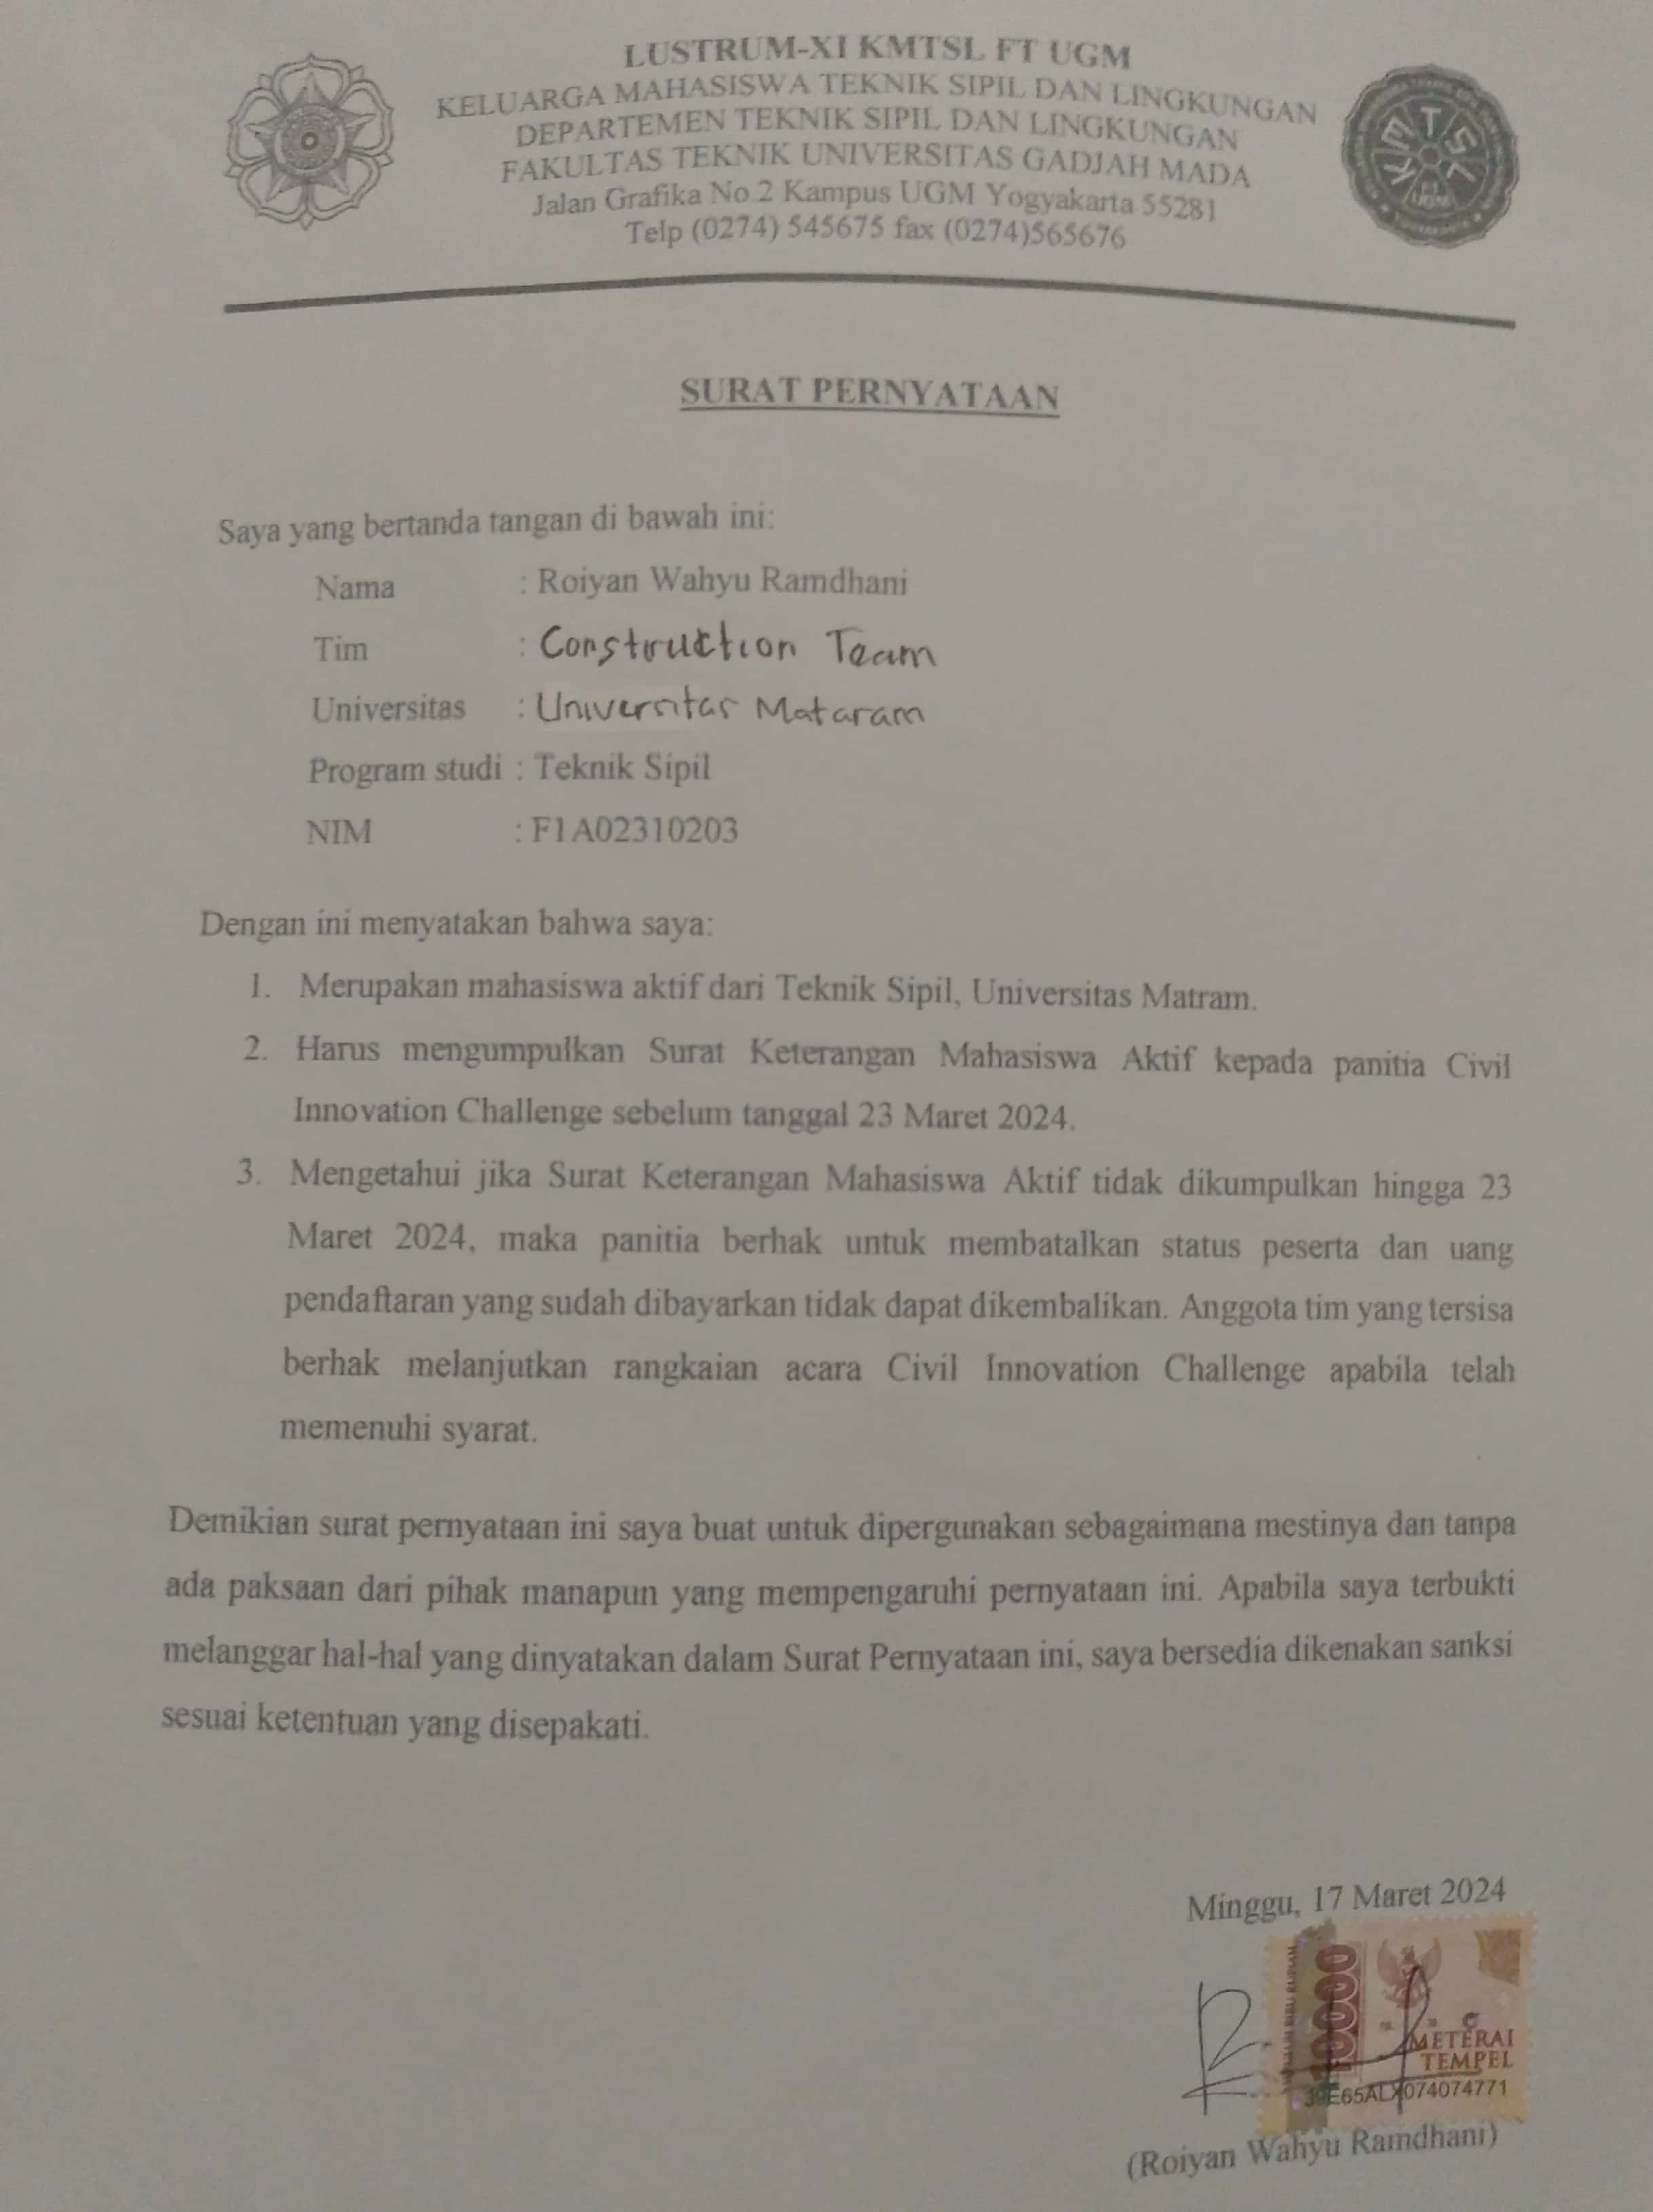 LUSTRUM-XI KMTSL FT UGM
KELUARGA MAHASISWA TEKNIK SIPIL DAN LINGKUNGAN
DEPARTEMEN TEKNIK SIPIL DAN LINGKUNGAN
FAKULTAS TEKNIK UNIVERSITAS GADJAH MADA
Jalan Grafika No.2 Kampus UGM Yogyakarta 55281
Telp (0274) 545675 fax (0274)565676
KMTSL
UGM
SURAT PERNYATAAN
Saya yang bertanda tangan di bawah ini:
Nama : Roiyan Wahyu Ramdhani
Tim : Construction Team
Universitas : Universitas Mataram
Program studi : Teknik Sipil
NIM : F1A02310203
Dengan ini menyatakan bahwa saya:
1. Merupakan mahasiswa aktif dari Teknik Sipil, Universitas Matram.
2. Harus mengumpulkan Surat Keterangan Mahasiswa Aktif kepada panitia Civil
Innovation Challenge sebelum tanggal 23 Maret 2024.
3. Mengetahui jika Surat Keterangan Mahasiswa Aktif tidak dikumpulkan hingga 23
Maret 2024, maka panitia berhak untuk membatalkan status peserta dan uang
pendaftaran yang sudah dibayarkan tidak dapat dikembalikan. Anggota tim yang tersisa
berhak melanjutkan rangkaian acara Civil Innovation Challenge apabila telah
memenuhi syarat.
Demikian surat pernyataan ini saya buat untuk dipergunakan sebagaimana mestinya dan tanpa
ada paksaan dari pihak manapun yang mempengaruhi pernyataan ini. Apabila saya terbukti
melanggar hal-hal yang dinyatakan dalam Surat Pernyataan ini, saya bersedia dikenakan sanksi
sesuai ketentuan yang disepakati.
Minggu, 17 Maret 2024
10000
METERAI
TEMPEL
(Roiyan Wahyu Ramdhani)